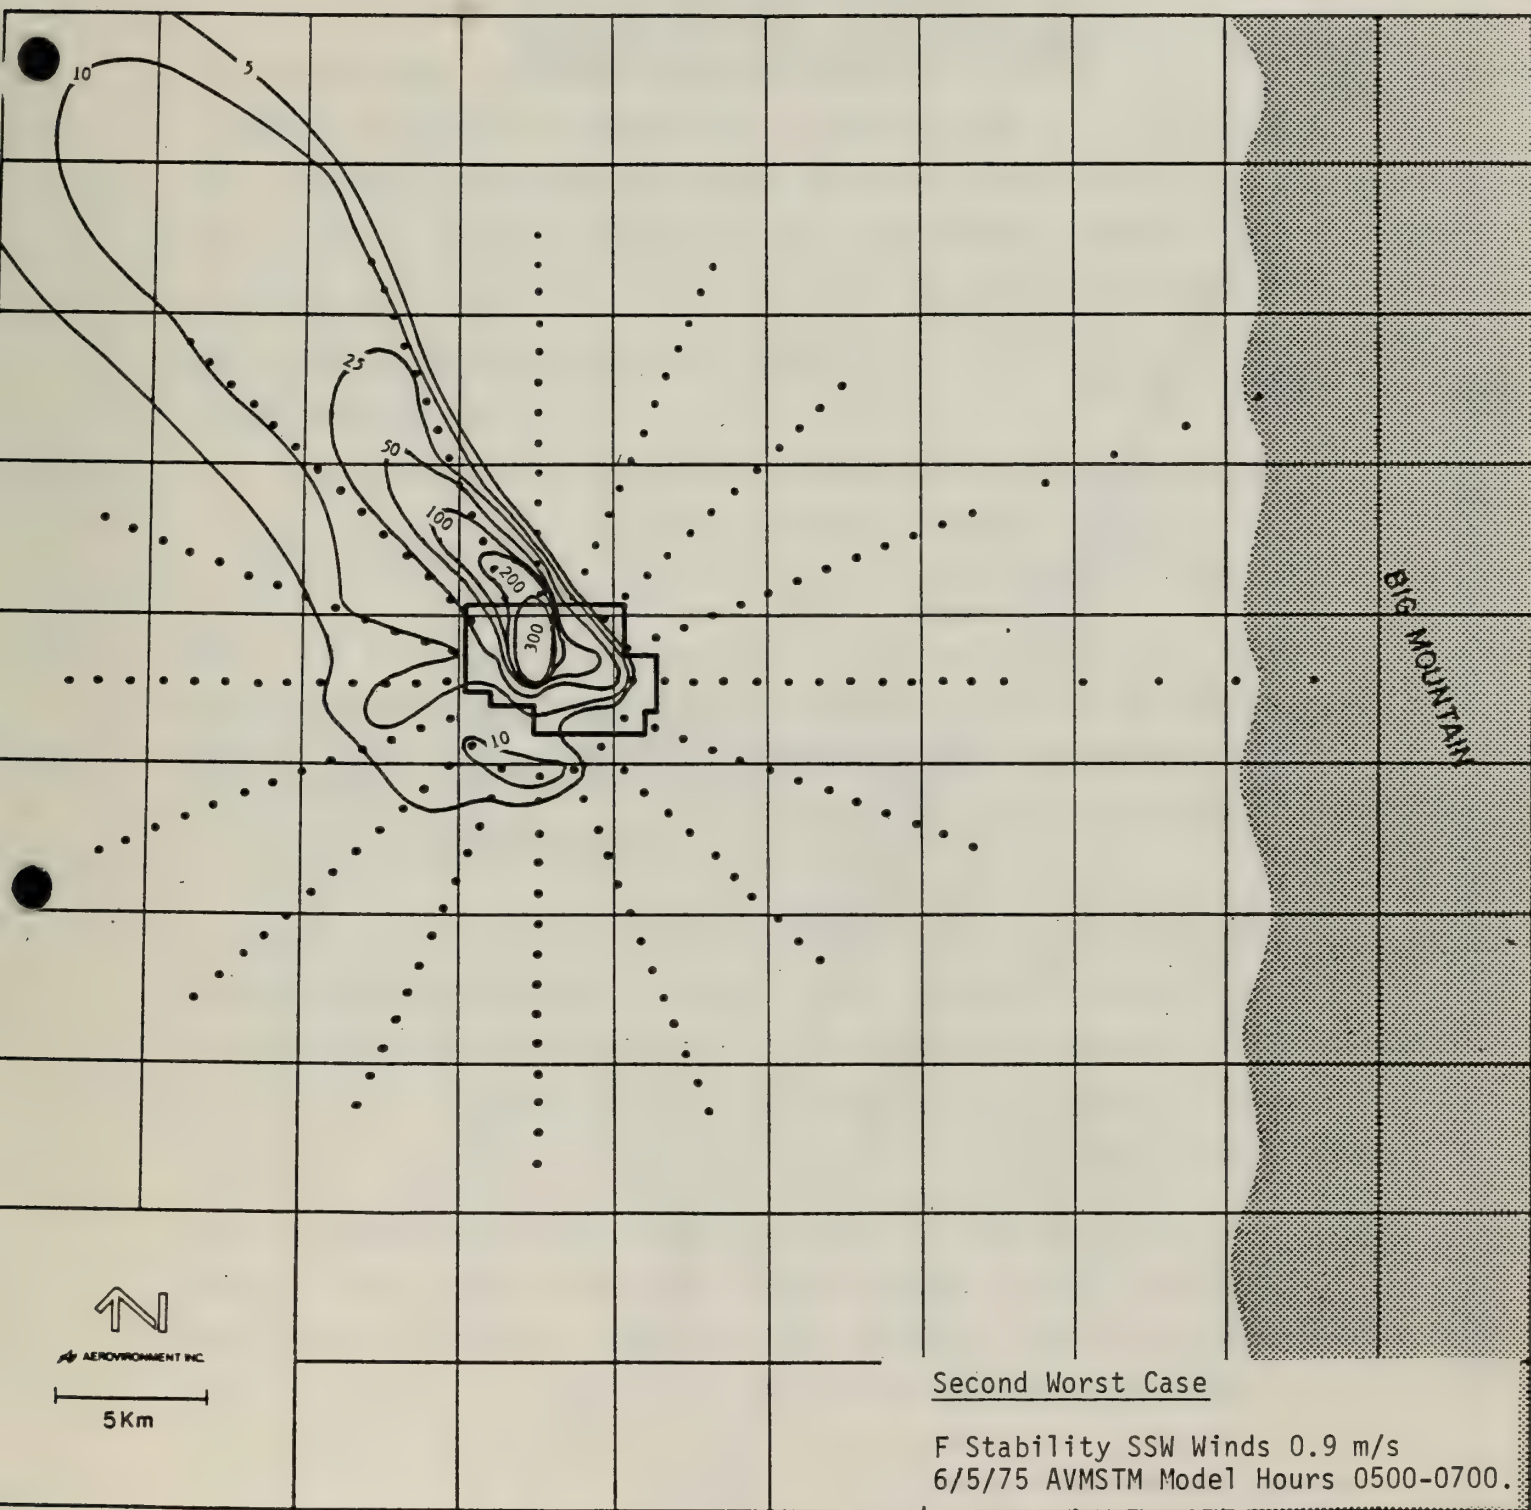 5
10
25
50
100
200
300
10
BIG MOUNTAIN
N
AEROVIRONMENT INC.
5Km
Second Worst Case
F Stability SSW Winds 0.9 m/s
6/5/75 AVMSTM Model Hours 0500-0700.